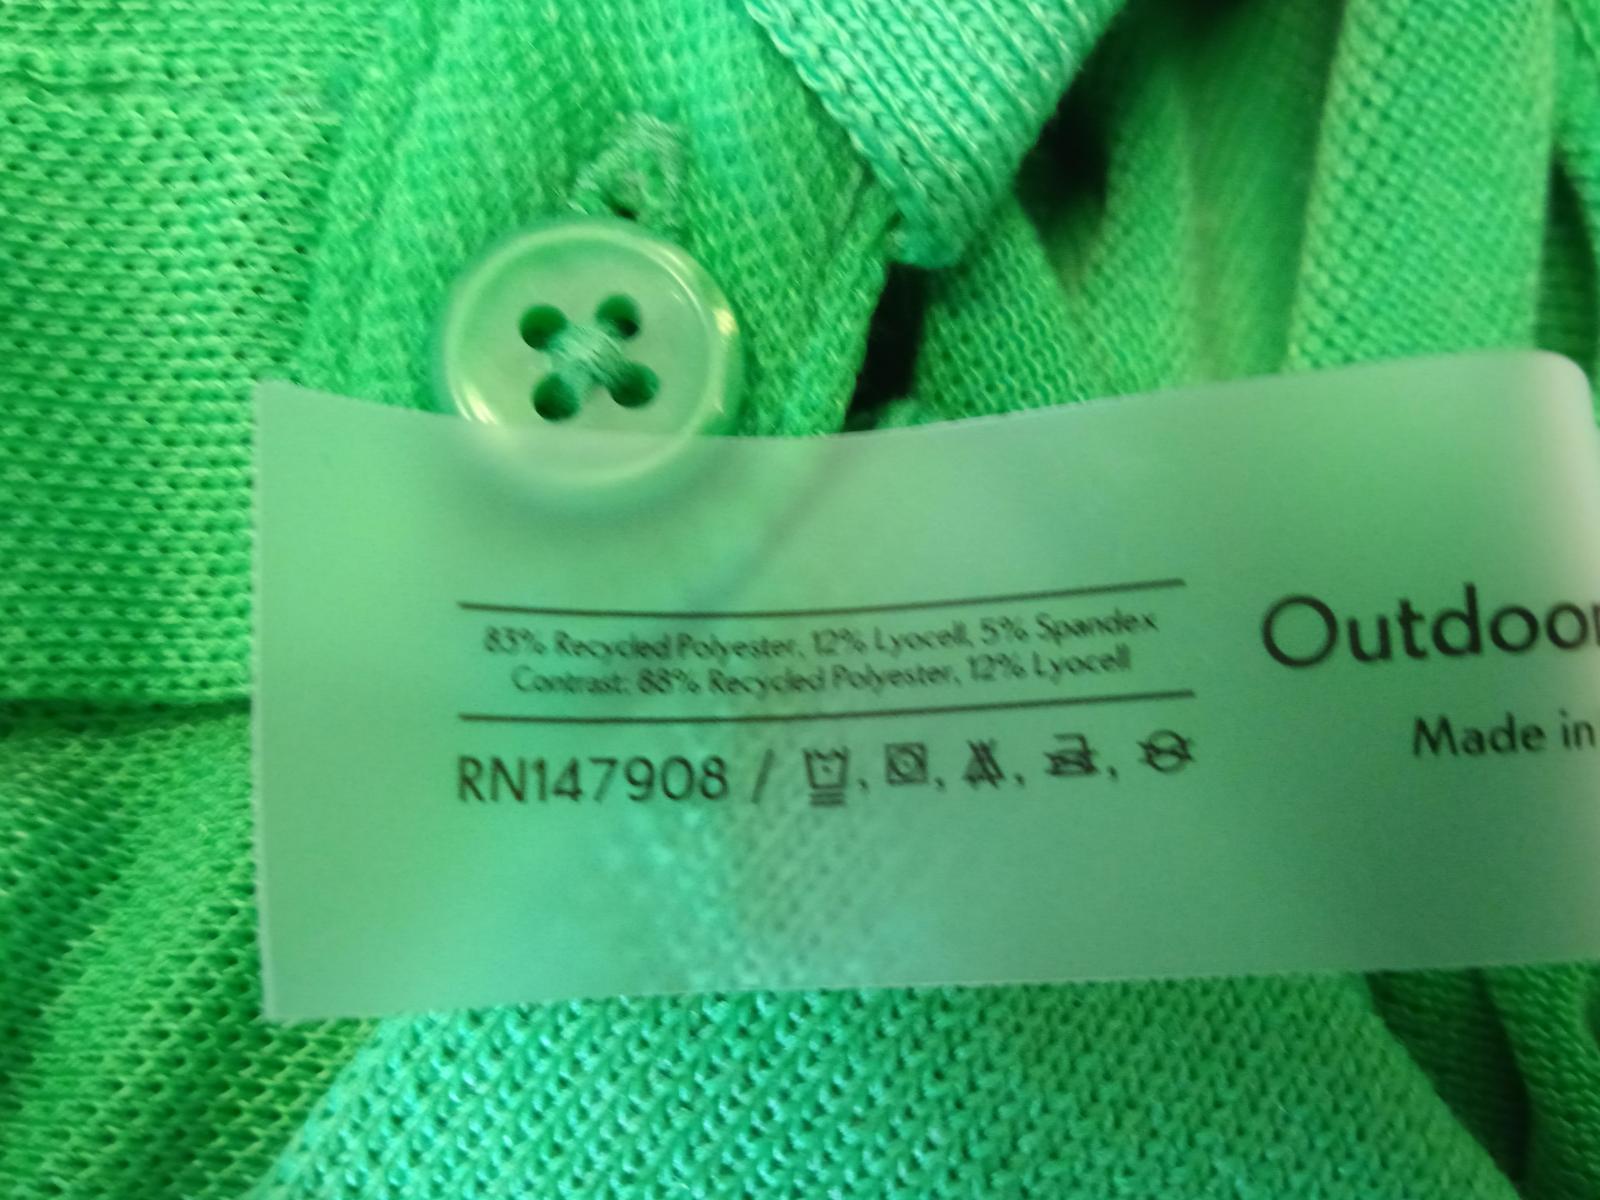 83% Recycled Polyester, 12% Lyocell, 5% Spandex
Contrast: 88% Recycled Polyester, 12% Lyocell
RN147908 /
Outdoor
Made in